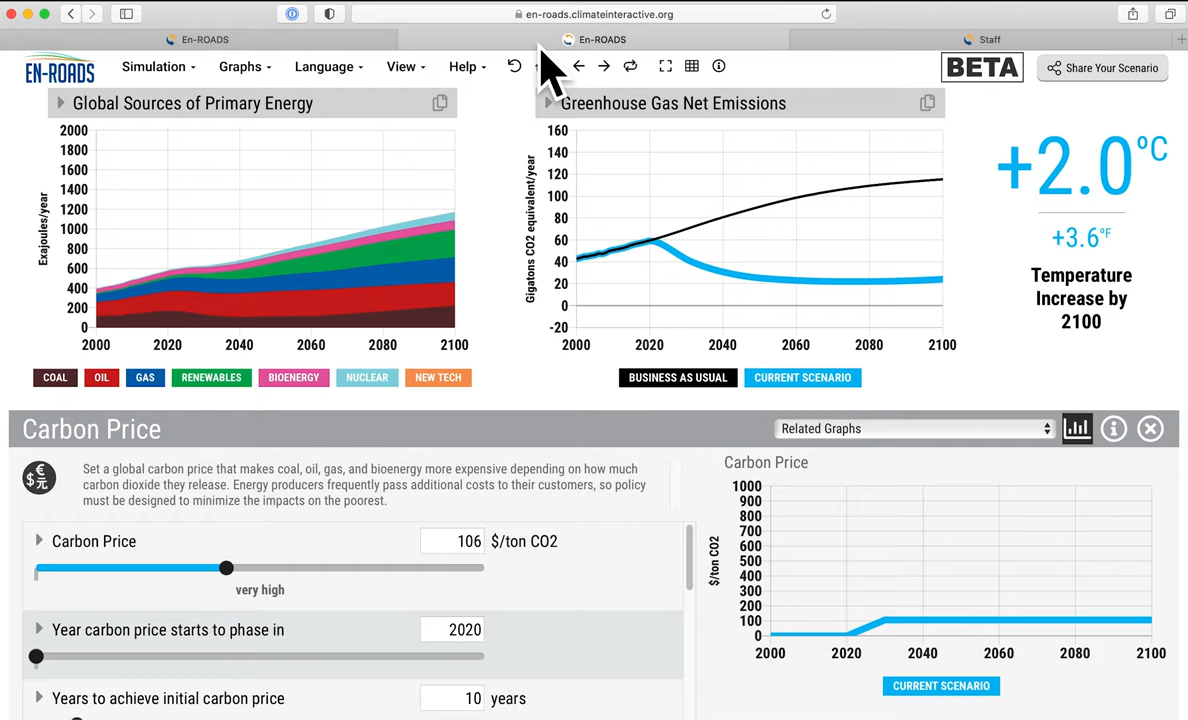 en-roads.climateinteractive.org
En-ROADS
En-ROADS
Staff
EN-ROADS
Simulation
Graphs
Language
View
Help
BETA
Share Your Scenario
Global Sources of Primary Energy
2000
1800
1600
1400
1200
1000
800
600
400
200
0
Exajoules/year
2000 2020 2040 2060 2080 2100
COAL
OIL
GAS
RENEWABLES
BIOENERGY
NUCLEAR
NEW TECH
Greenhouse Gas Net Emissions
160
140
120
100
80
60
40
20
0
-20
Gigatons CO2 equivalent/year
2000 2020 2040 2060 2080 2100
BUSINESS AS USUAL
CURRENT SCENARIO
+2.0 ºC
+3.6 ºF
Temperature
Increase by
2100
Carbon Price
Related Graphs
$ € 元
Set a global carbon price that makes coal, oil, gas, and bioenergy more expensive depending on how much
carbon dioxide they release. Energy producers frequently pass additional costs to their customers, so policy
must be designed to minimize the impacts on the poorest.
Carbon Price 106 $/ton CO2
very high
Year carbon price starts to phase in 2020
Years to achieve initial carbon price 10 years
Carbon Price
1000
900
800
700
600
500
400
300
200
100
0
$/ton CO2
2000 2020 2040 2060 2080 2100
CURRENT SCENARIO